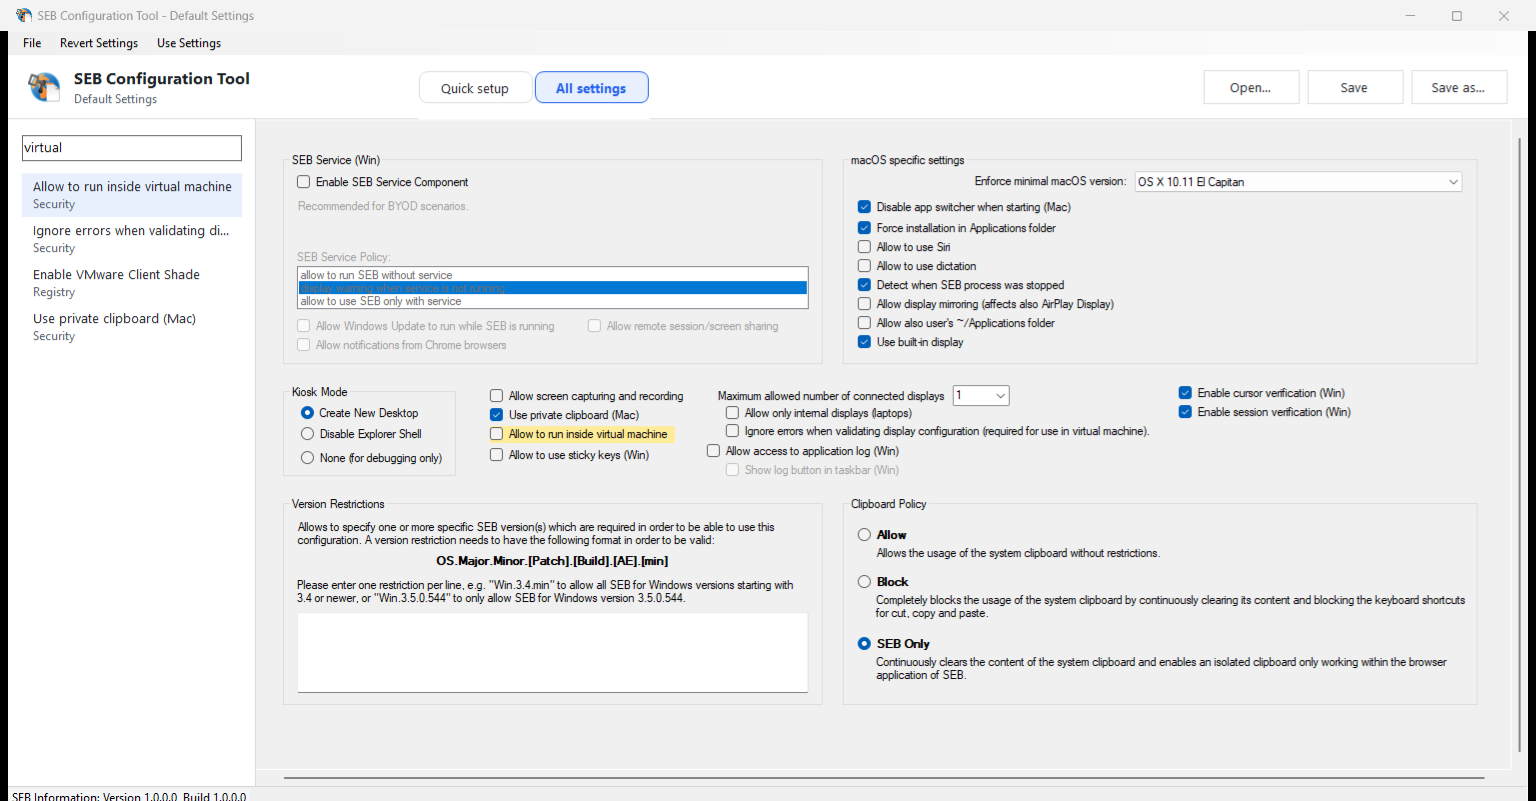 SEB Configuration Tool - Default Settings
File Revert Settings Use Settings
SEB Configuration Tool
Default Settings
Quick setup
All settings
Open...
Save
Save as...
virtual
Allow to run inside virtual machine
Security
Ignore errors when validating di...
Security
Enable VMware Client Shade
Registry
Use private clipboard (Mac)
Security
SEB Service (Win)
Enable SEB Service Component
Recommended for BYOD scenarios.
SEB Service Policy:
allow to run SEB without service
display warning when service is not running
allow to use SEB only with service
Allow Windows Update to run while SEB is running
Allow remote session/screen sharing
Allow notifications from Chrome browsers
macOS specific settings
Enforce minimal macOS version: OS X 10.11 El Capitan
Disable app switcher when starting (Mac)
Force installation in Applications folder
Allow to use Siri
Allow to use dictation
Detect when SEB process was stopped
Allow display mirroring (affects also AirPlay Display)
Allow also user's ~/Applications folder
Use built-in display
Kiosk Mode
Create New Desktop
Disable Explorer Shell
None (for debugging only)
Allow screen capturing and recording
Use private clipboard (Mac)
Allow to run inside virtual machine
Allow to use sticky keys (Win)
Maximum allowed number of connected displays 1
Allow only internal displays (laptops)
Ignore errors when validating display configuration (required for use in virtual machine).
Allow access to application log (Win)
Show log button in taskbar (Win)
Enable cursor verification (Win)
Enable session verification (Win)
Version Restrictions
Allows to specify one or more specific SEB version(s) which are required in order to be able to use this
configuration. A version restriction needs to have the following format in order to be valid:
OS.Major.Minor.[Patch].[Build].[AE].[min]
Please enter one restriction per line, e.g. "Win.3.4.min" to allow all SEB for Windows versions starting with
3.4 or newer, or "Win.3.5.0.544" to only allow SEB for Windows version 3.5.0.544.
Clipboard Policy
Allow
Allows the usage of the system clipboard without restrictions.
Block
Completely blocks the usage of the system clipboard by continuously clearing its content and blocking the keyboard shortcuts
for cut, copy and paste.
SEB Only
Continuously clears the content of the system clipboard and enables an isolated clipboard only working within the browser
application of SEB.
SEB Information: Version 1.0.0.0 Build 1.0.0.0